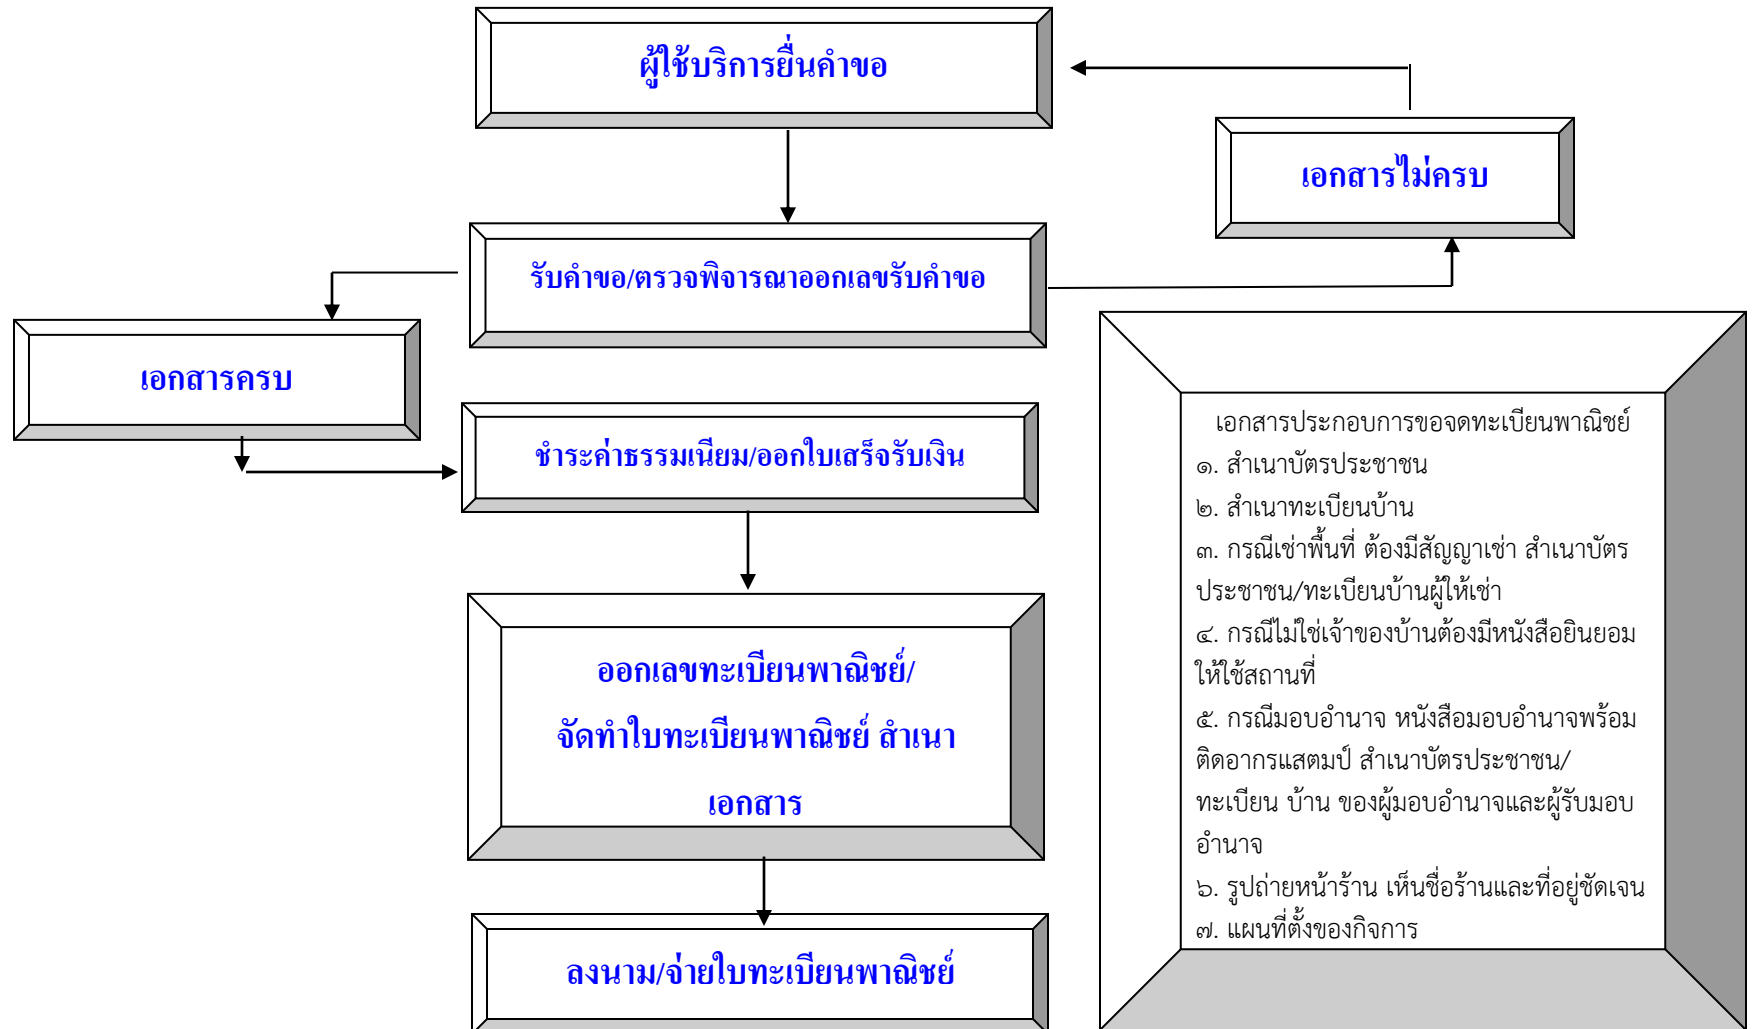 ผู้ใช้บริการยื่นคำขอ
เอกสารไม่ครบ
รับคำขอ/ตรวจพิจารณาออกเลขรับคำขอ
เอกสารครบ
ชำระค่าธรรมเนียม/ออกใบเสร็จรับเงิน
ออกเลขทะเบียนพาณิชย์/
จัดทำใบทะเบียนพาณิชย์ สำเนา
เอกสาร
ลงนาม/จ่ายใบทะเบียนพาณิชย์
เอกสารประกอบการขอจดทะเบียนพาณิชย์
๑. สำเนาบัตรประชาชน
๒. สำเนาทะเบียนบ้าน
๓. กรณีเช่าพื้นที่ ต้องมีสัญญาเช่า สำเนาบัตร
ประชาชน/ทะเบียนบ้านผู้ให้เช่า
๔. กรณีไม่ใช่เจ้าของบ้านต้องมีหนังสือยินยอม
ให้ใช้สถานที่
๕. กรณีมอบอำนาจ หนังสือมอบอำนาจพร้อม
ติดอากรแสตมป์ สำเนาบัตรประชาชน/
ทะเบียน บ้าน ของผู้มอบอำนาจและผู้รับมอบ
อำนาจ
๖. รูปถ่ายหน้าร้าน เห็นชื่อร้านและที่อยู่ชัดเจน
๗. แผนที่ตั้งของกิจการ